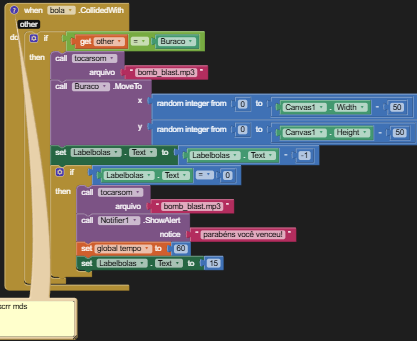 when bola .CollidedWith
other
do if get other = Buraco
then call tocarsom
arquivo " bomb_blast.mp3 "
call Buraco .MoveTo
x random integer from 0 to Canvas1 . Width - 50
y random integer from 0 to Canvas1 . Height - 50
set Labelbolas . Text to Labelbolas . Text - -1
if Labelbolas . Text = 0
then call tocarsom
arquivo " bomb_blast.mp3 "
call Notifier1 .ShowAlert
notice " parabéns você venceu! "
set global tempo to 60
set Labelbolas . Text to 15
mds